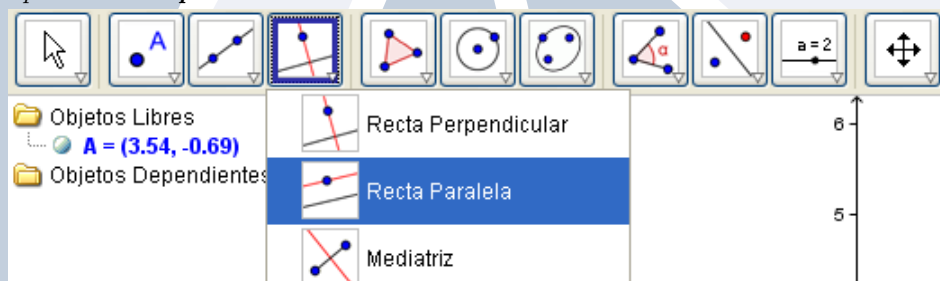 A
α
a = 2
Objetos Libres
A = (3.54, -0.69)
Objetos Dependientes
Recta Perpendicular
Recta Paralela
Mediatriz
6
5